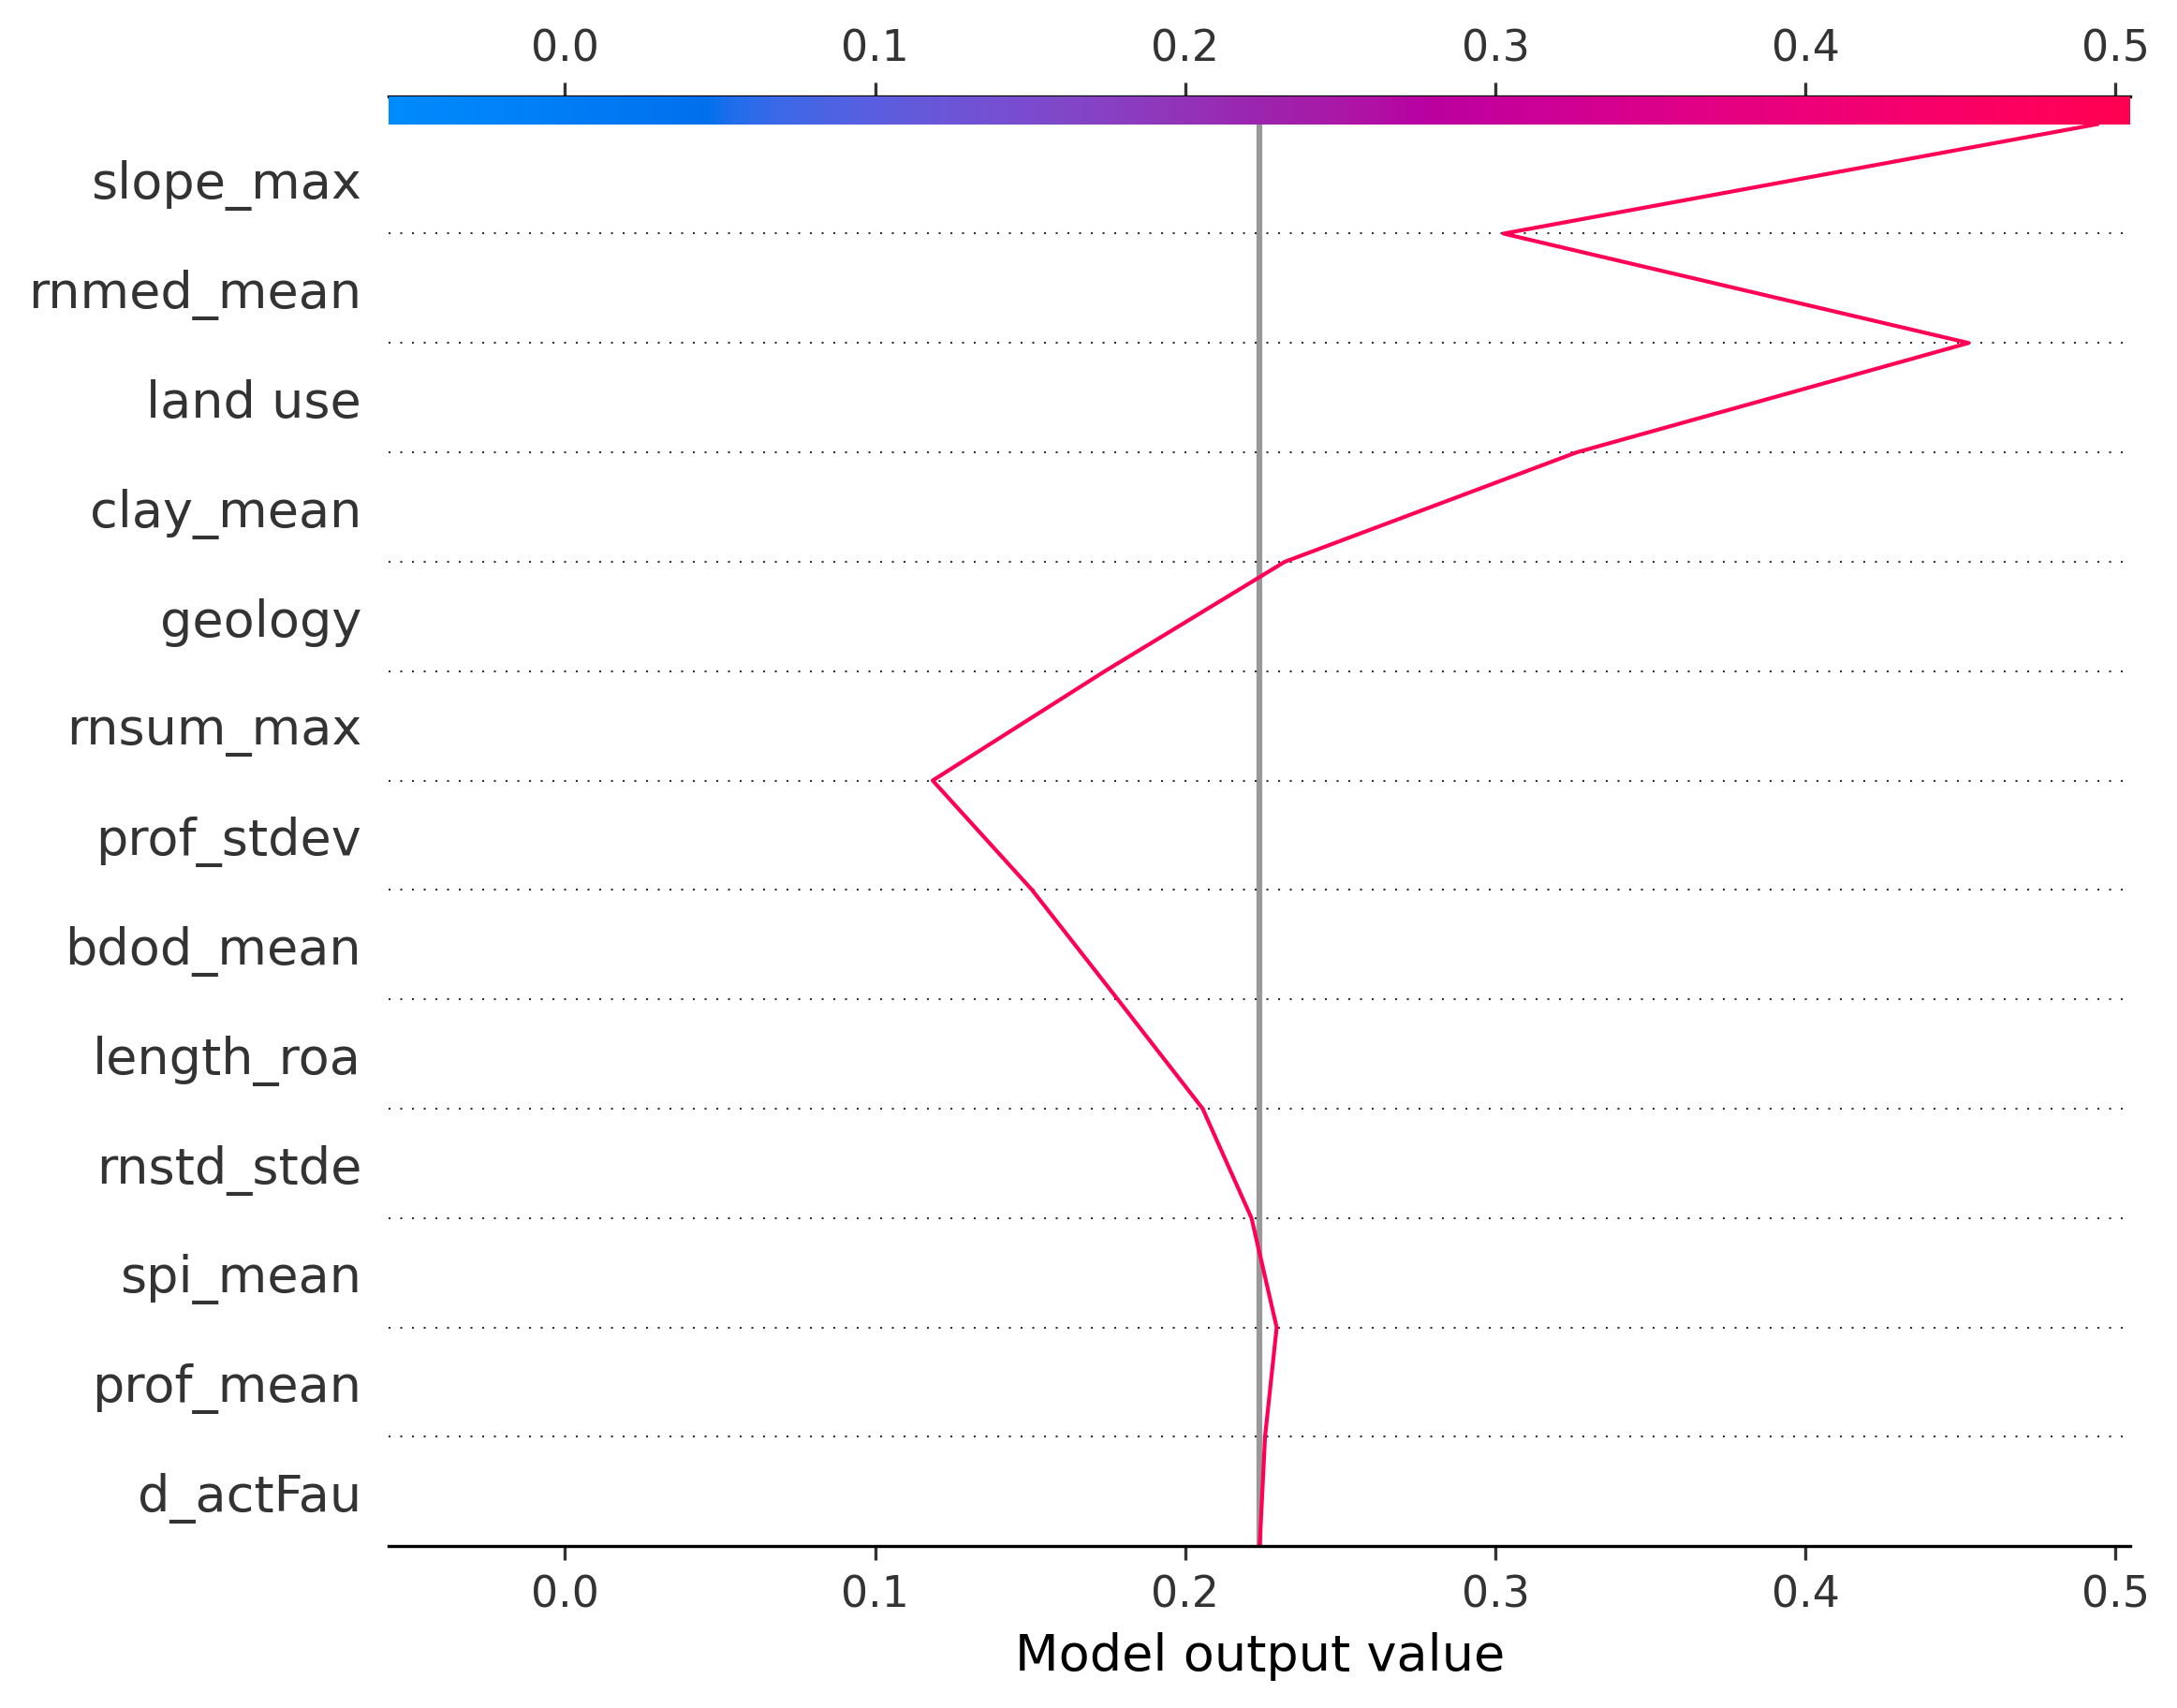 0.0 0.1 0.2 0.3 0.4 0.5
slope_max
rnmed_mean
land use
clay_mean
geology
rnsum_max
prof_stdev
bdod_mean
length_roa
rnstd_stde
spi_mean
prof_mean
d_actFau
0.0 0.1 0.2 0.3 0.4 0.5
Model output value